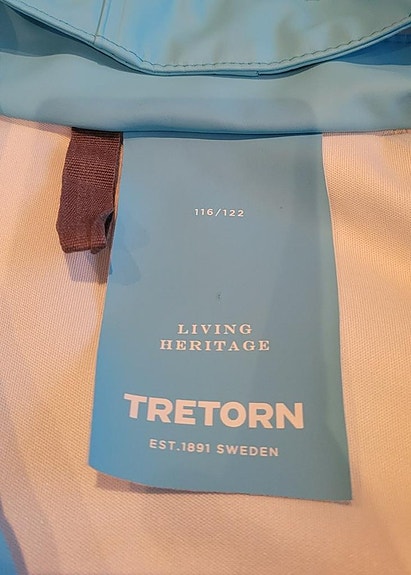 116/122
LIVING
HERITAGE
TRETORN
EST.1891 SWEDEN